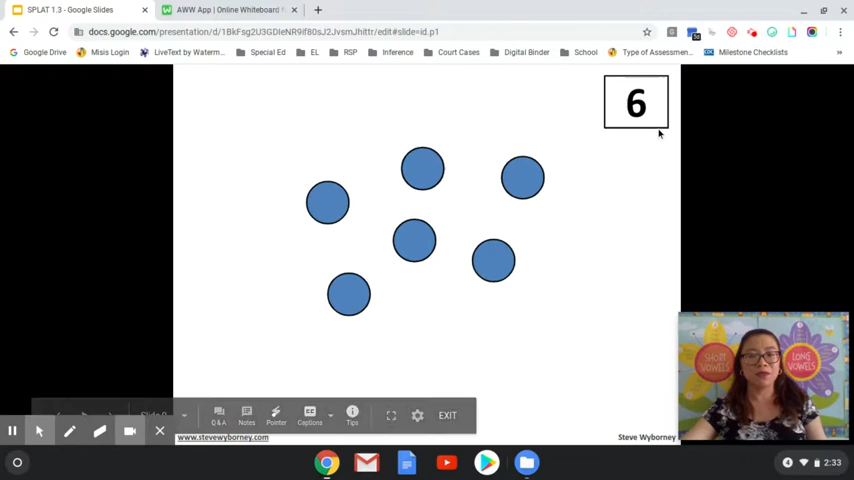 SPLAT 1.3 - Google Slides
AWW App | Online Whiteboard f
docs.google.com/presentation/d/1BkFsg2U3GDIeNR9if80sJ2JvsmJhittr/edit#slide=id.p1
Google Drive
Misis Login
LiveText by Waterm...
Special Ed
EL
RSP
Inference
Court Cases
Digital Binder
School
Type of Assessmen...
Milestone Checklists
»
6
SHORT VOWELS
LONG VOWELS
Q & A
Notes
Pointer
Captions
Tips
EXIT
www.stevewyborney.com
Steve Wyborney
4
2:33